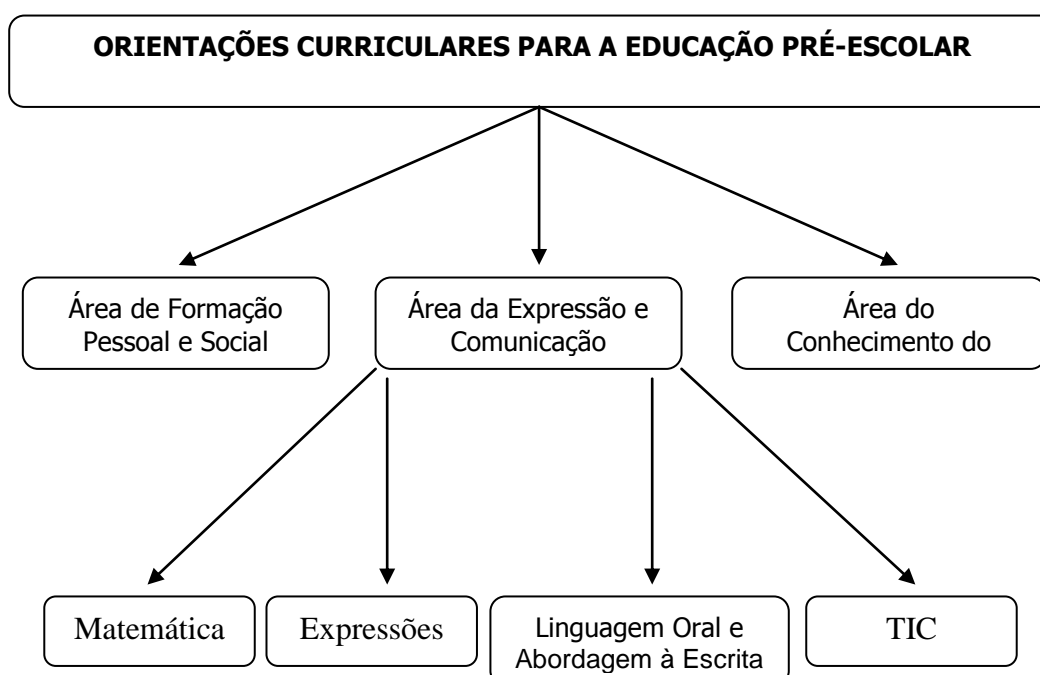 ORIENTAÇÕES CURRICULARES PARA A EDUCAÇÃO PRÉ-ESCOLAR
Área de Formação
Pessoal e Social
Área da Expressão e
Comunicação
Área do
Conhecimento do
Matemática
Expressões
Linguagem Oral e
Abordagem à Escrita
TIC